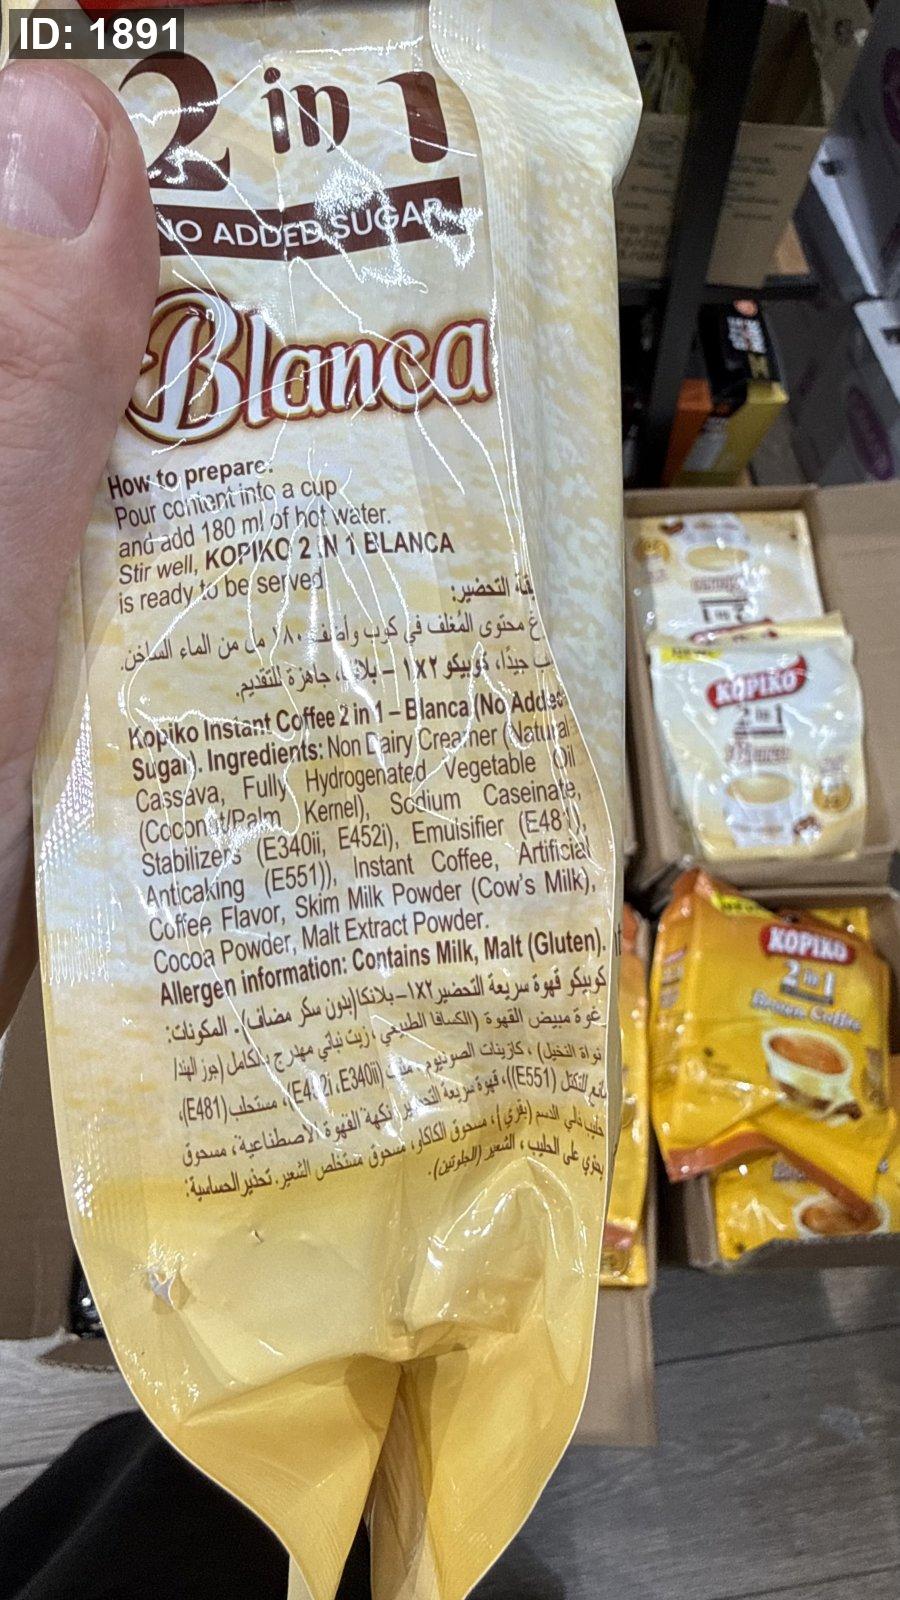 ID: 1891
2 in 1
NO ADDED SUGAR
Blanca
How to prepare:
Pour content into a cup
and add 180 ml of hot water.
Stir well, KOPIKO 2 IN 1 BLANCA
is ready to be served
التحضير:
محتوى المُغلف في كوب وأضف ١٨٠ مل من الماء الساخن.
جيدًا، كوبيكو ٢×١ – بلانكا، جاهزة للتقديم.
Kopiko Instant Coffee 2 in 1 – Blanca (No Added
Sugar). Ingredients: Non Dairy Creamer (Natural
Cassava, Fully Hydrogenated Vegetable Oil
(Coconut/Palm Kernel), Sodium Caseinate,
Stabilizers (E340ii, E452i), Emulsifier (E481),
Anticaking (E551)), Instant Coffee, Artificial
Coffee Flavor, Skim Milk Powder (Cow's Milk),
Cocoa Powder, Malt Extract Powder.
Allergen information: Contains Milk, Malt (Gluten).
كوبيكو قهوة سريعة التحضير ٢×١–بلانكا(بدون سكر مضاف). المكونات:
رغوة مبيض القهوة (الكسافا الطبيعي، زيت نباتي مهدرج بالكامل (جوز الهند/
نواة النخيل)، كازينات الصوديوم، مثبت (E452i،E340ii)، مستحلب (E481)،
مانع للتكتل (E551))، قهوة سريعة التحضير، نكهة القهوة الاصطناعية، مسحوق
حليب خالي الدسم (بقري)، مسحوق الكاكاو، مسحوق مستخلص الشعير. تحذير الحساسية:
يحتوي على الحليب، الشعير (الجلوتين).
KOPIKO
2 in 1
KOPIKO
2 in 1
Brown Coffee